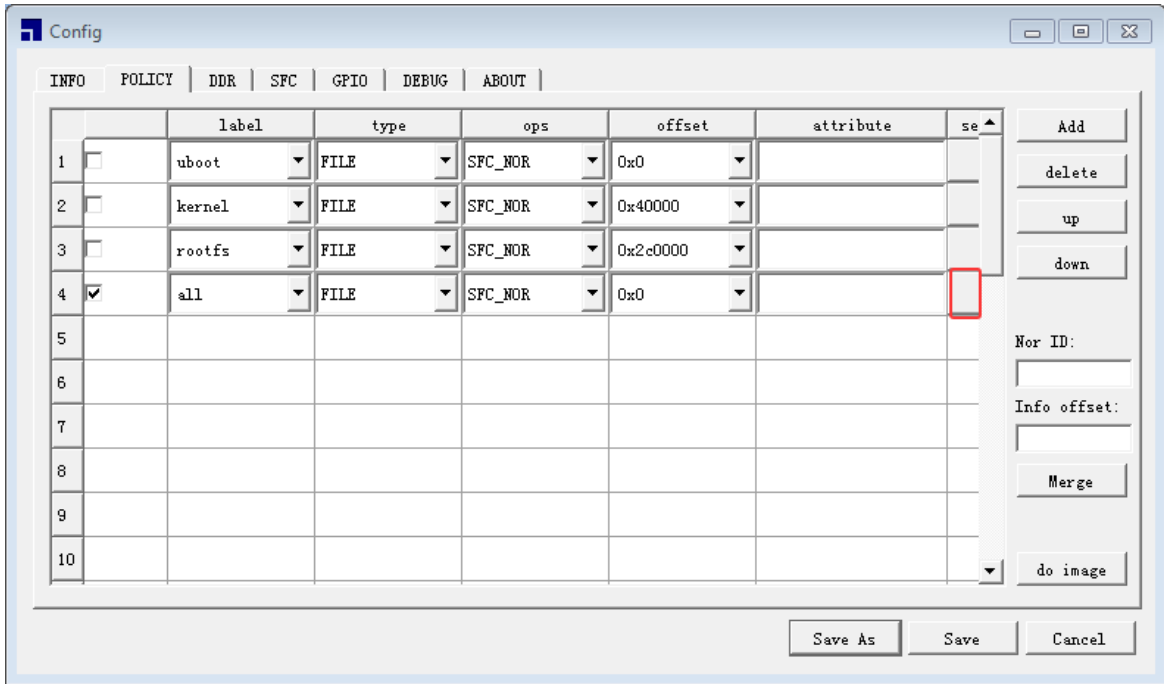 Config
INFO POLICY DDR SFC GPIO DEBUG ABOUT
label type ops offset attribute se
1 uboot FILE SFC_NOR 0x0
2 kernel FILE SFC_NOR 0x40000
3 rootfs FILE SFC_NOR 0x2c0000
4 all FILE SFC_NOR 0x0
5
6
7
8
9
10
Add
delete
up
down
Nor ID:
Info offset:
Merge
do image
Save As Save Cancel